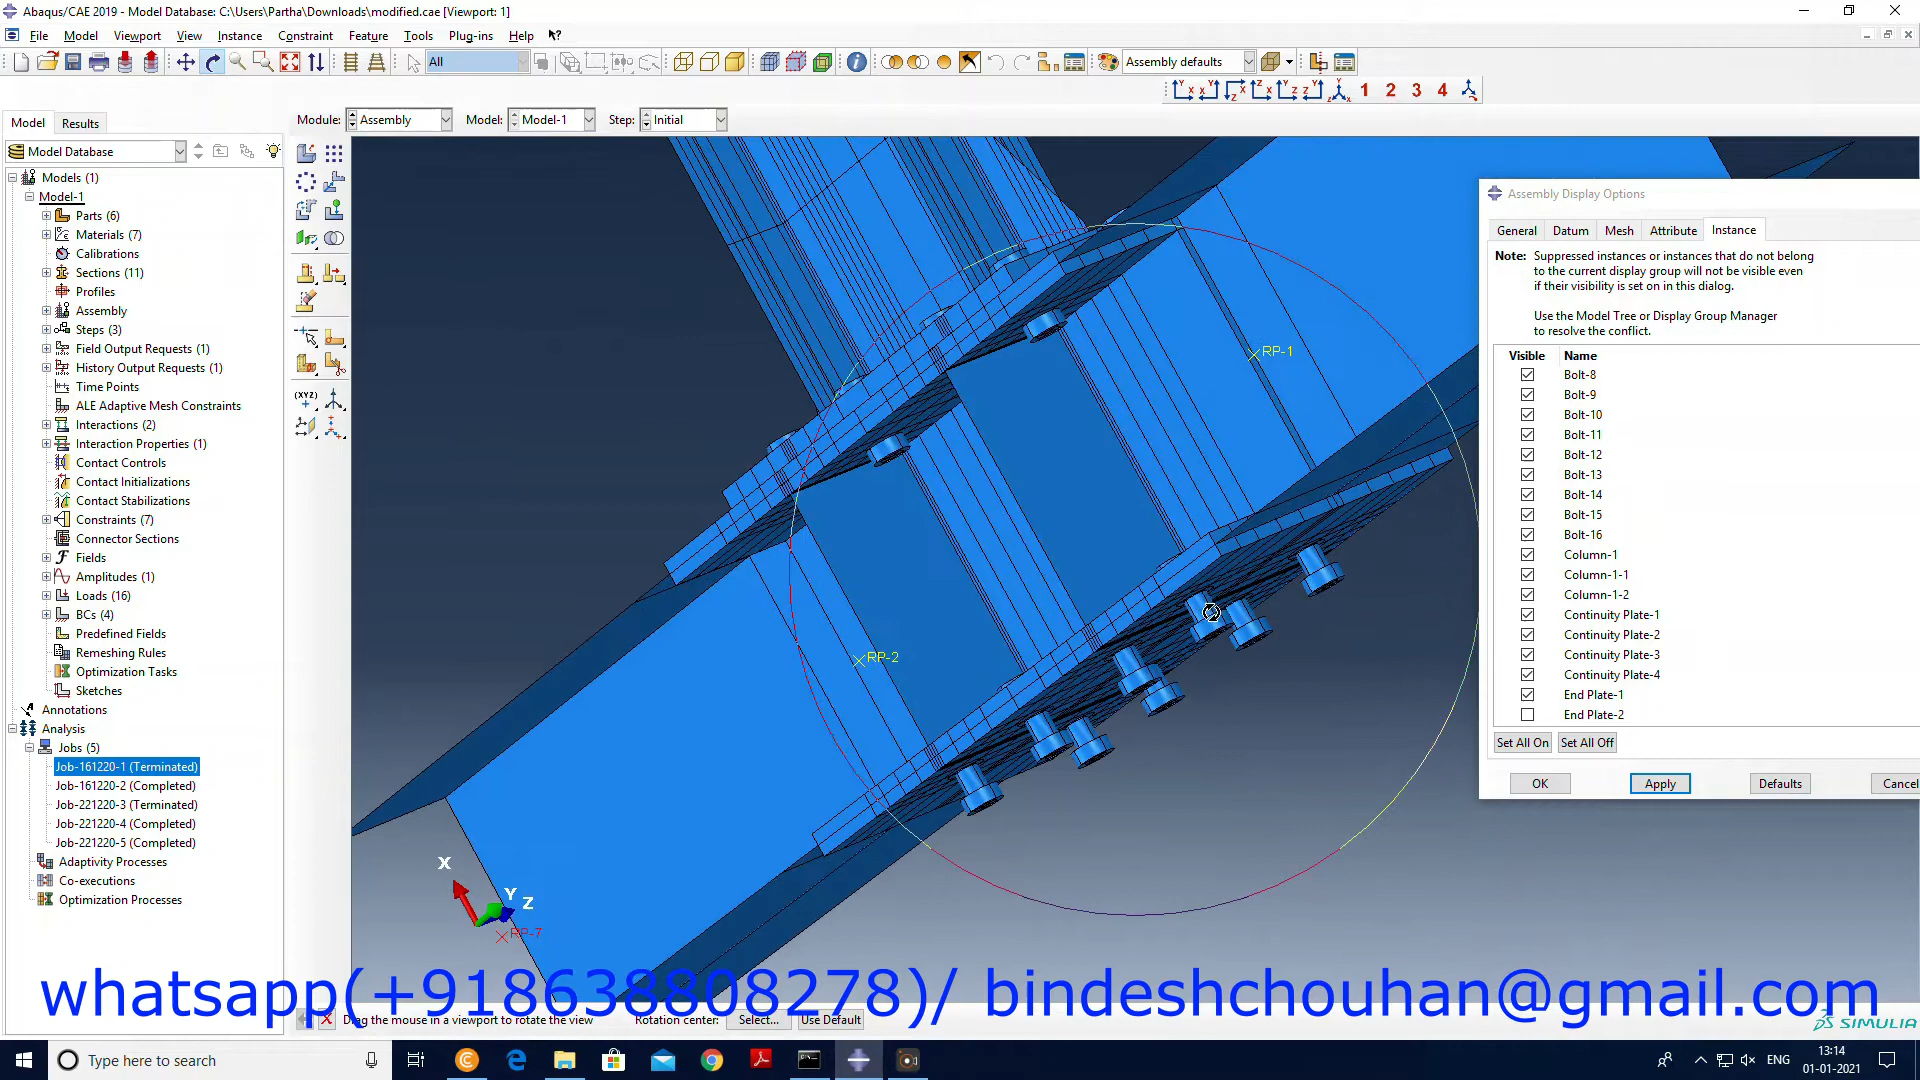 Abaqus/CAE 2019 - Model Database: C:\Users\Partha\Downloads\modified.cae [Viewport: 1]
File Model Viewport View Instance Constraint Feature Tools Plug-ins Help
All Assembly defaults
1 2 3 4
Model Results Module: Assembly Model: Model-1 Step: Initial
Model Database
Models (1)
Model-1
Parts (6)
Materials (7)
Calibrations
Sections (11)
Profiles
Assembly
Steps (3)
Field Output Requests (1)
History Output Requests (1)
Time Points
ALE Adaptive Mesh Constraints
Interactions (2)
Interaction Properties (1)
Contact Controls
Contact Initializations
Contact Stabilizations
Constraints (7)
Connector Sections
Fields
Amplitudes (1)
Loads (16)
BCs (4)
Predefined Fields
Remeshing Rules
Optimization Tasks
Sketches
Annotations
Analysis
Jobs (5)
Job-161220-1 (Terminated)
Job-161220-2 (Completed)
Job-221220-3 (Terminated)
Job-221220-4 (Completed)
Job-221220-5 (Completed)
Adaptivity Processes
Co-executions
Optimization Processes
(XYZ)
RP-1
RP-2
X
Y
Z
RP-7
Assembly Display Options
General Datum Mesh Attribute Instance
Note: Suppressed instances or instances that do not belong
to the current display group will not be visible even
if their visibility is set on in this dialog.
Use the Model Tree or Display Group Manager
to resolve the conflict.
Visible Name
Bolt-8
Bolt-9
Bolt-10
Bolt-11
Bolt-12
Bolt-13
Bolt-14
Bolt-15
Bolt-16
Column-1
Column-1-1
Column-1-2
Continuity Plate-1
Continuity Plate-2
Continuity Plate-3
Continuity Plate-4
End Plate-1
End Plate-2
Set All On Set All Off
OK Apply Defaults Cancel
whatsapp(+918638808278)/ bindeshchouhan@gmail.com
Drag the mouse in a viewport to rotate the view Rotation center: Select... Use Default
SIMULIA
Type here to search
ENG
13:14
01-01-2021